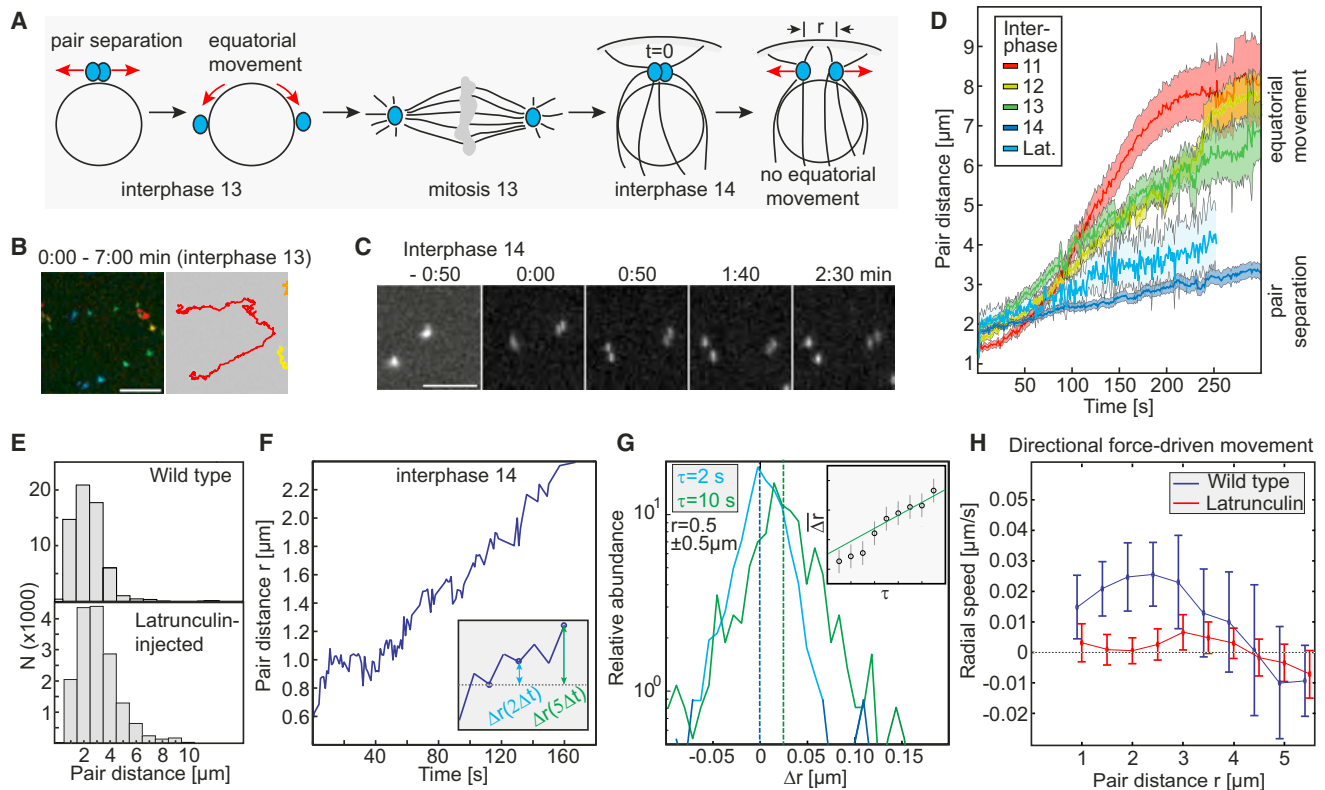 A
pair separation
equatorial
movement
interphase 13
mitosis 13
t=0
interphase 14
r
no equatorial
movement
B
0:00 - 7:00 min (interphase 13)
C
Interphase 14
- 0:50
0:00
0:50
1:40
2:30 min
D
Inter-
phase
11
12
13
14
Lat.
Pair distance [µm]
9
8
7
6
5
4
3
2
1
50
100
150
200
250
Time [s]
equatorial
movement
pair
separation
E
Wild type
20
10
Latrunculin-
injected
4
3
2
1
N (x1000)
2 4 6 8 10
Pair distance [µm]
F
interphase 14
Pair distance r [µm]
2.2
2.0
1.8
1.6
1.4
1.2
1.0
0.8
0.6
Δr(2Δt)
Δr(5Δt)
40
80
120
160
Time [s]
G
τ=2 s
τ=10 s
r=0.5
±0.5µm
Relative abundance
10¹
10⁰
Δr
τ
-0.05
0
0.05
0.10
0.15
Δr [µm]
H
Directional force-driven movement
Wild type
Latrunculin
Radial speed [µm/s]
0.05
0.04
0.03
0.02
0.01
0
-0.01
-0.02
1 2 3 4 5
Pair distance r [µm]